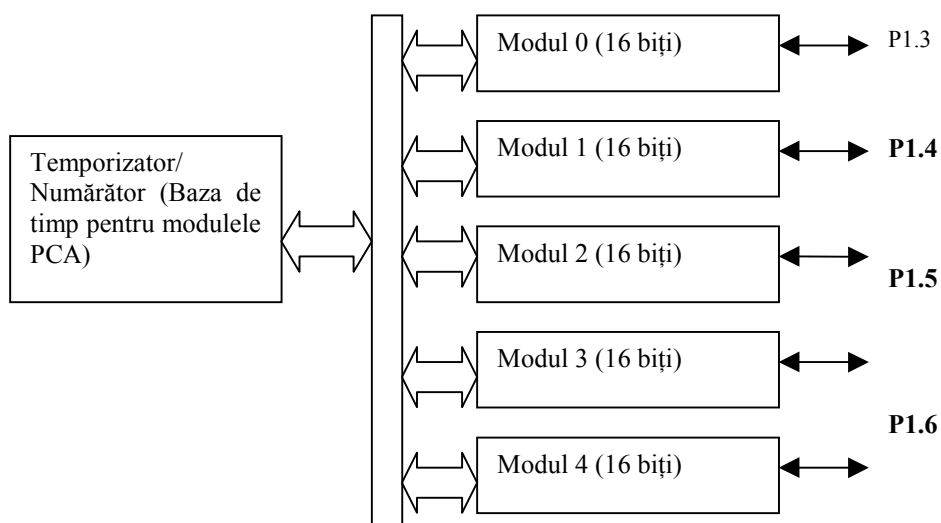 Modul 0 (16 biți)
P1.3
Modul 1 (16 biți)
P1.4
Temporizator/
Numărător (Baza de
timp pentru modulele
PCA)
Modul 2 (16 biți)
P1.5
Modul 3 (16 biți)
P1.6
Modul 4 (16 biți)